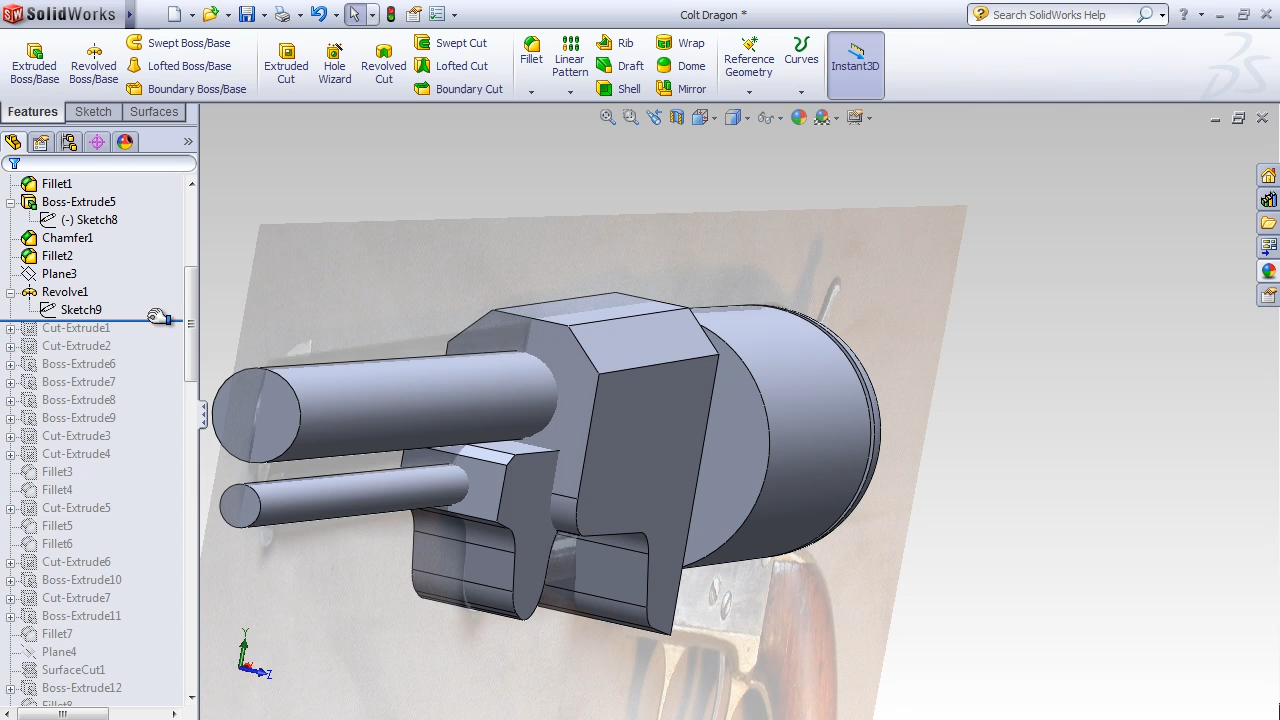 SolidWorks
Colt Dragon *
Search SolidWorks Help
Extruded Boss/Base
Revolved Boss/Base
Swept Boss/Base
Lofted Boss/Base
Boundary Boss/Base
Extruded Cut
Hole Wizard
Revolved Cut
Swept Cut
Lofted Cut
Boundary Cut
Fillet
Linear Pattern
Rib
Draft
Shell
Wrap
Dome
Mirror
Reference Geometry
Curves
Instant3D
Features
Sketch
Surfaces
Fillet1
Boss-Extrude5
(-) Sketch8
Chamfer1
Fillet2
Plane3
Revolve1
Sketch9
Cut-Extrude1
Cut-Extrude2
Boss-Extrude6
Boss-Extrude7
Boss-Extrude8
Boss-Extrude9
Cut-Extrude3
Cut-Extrude4
Fillet3
Fillet4
Cut-Extrude5
Fillet5
Fillet6
Cut-Extrude6
Boss-Extrude10
Cut-Extrude7
Boss-Extrude11
Fillet7
Plane4
SurfaceCut1
Boss-Extrude12
Fillet8
Y
Z